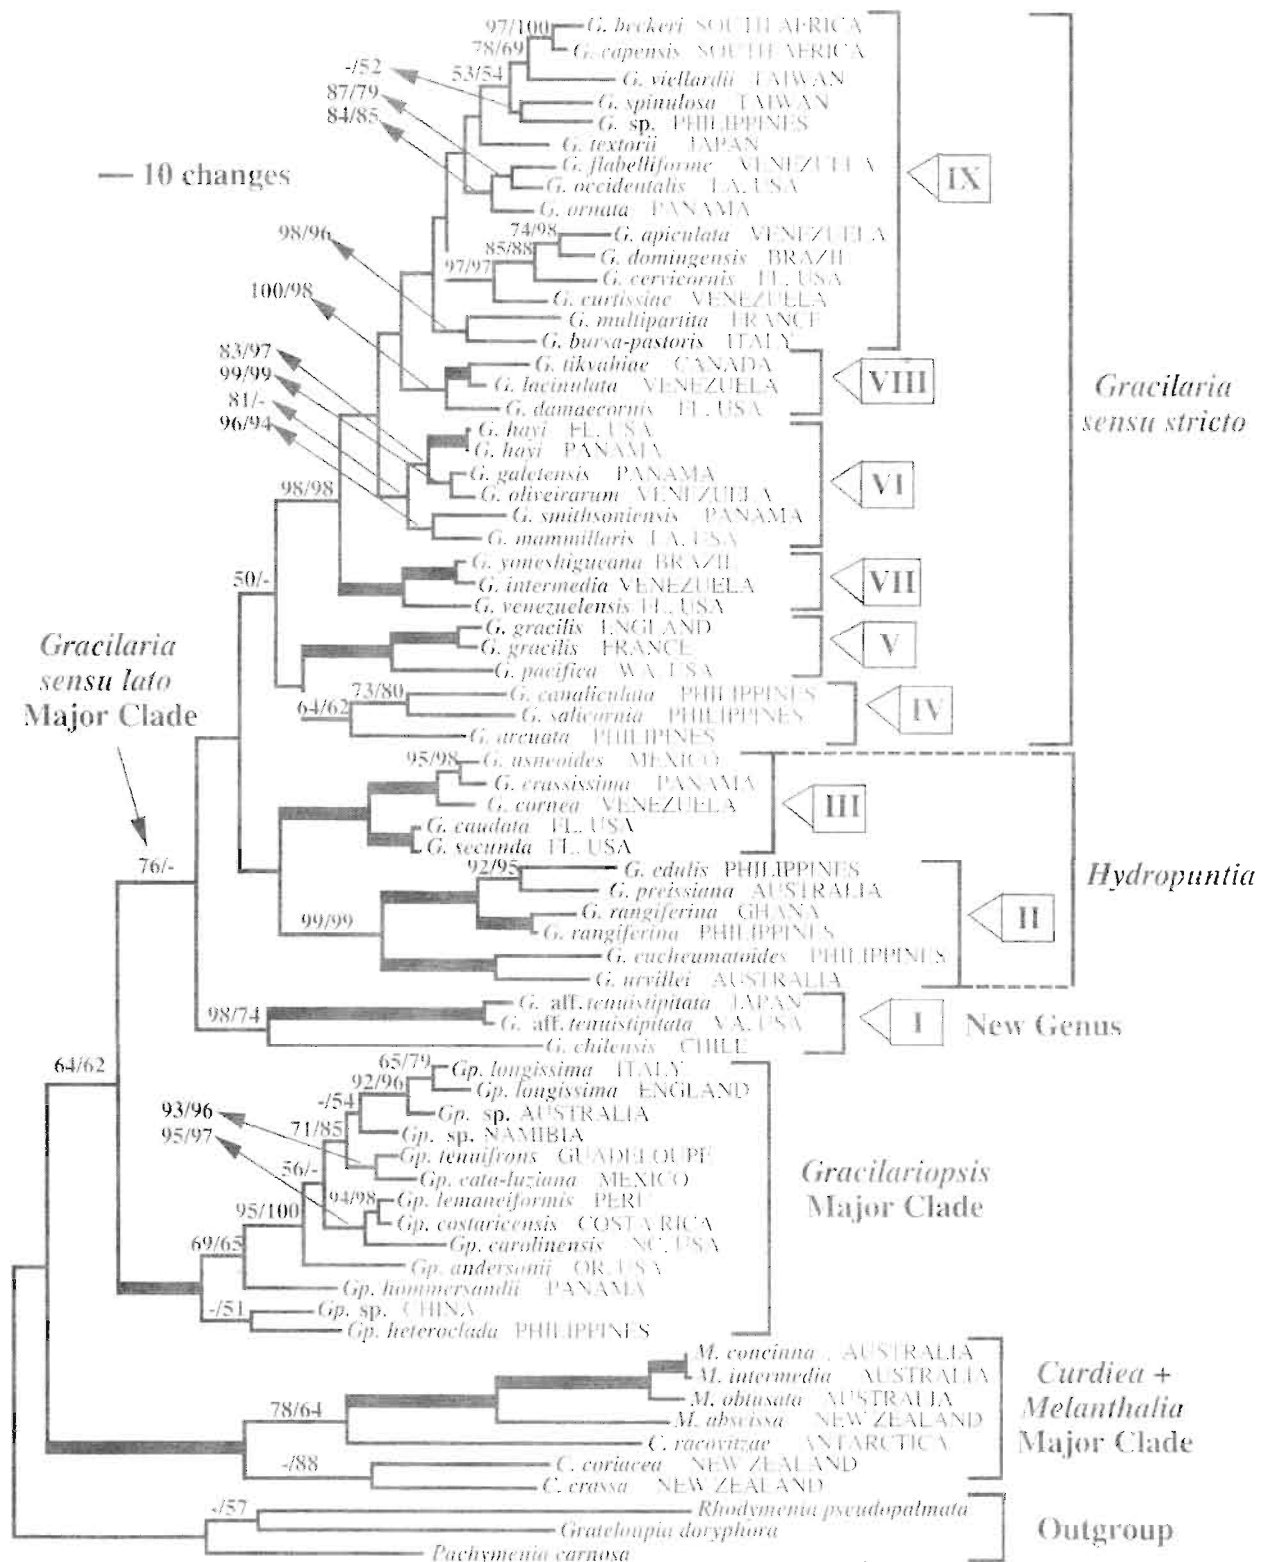 97/100
G. beckeri SOUTH AFRICA
78/69
G. capensis SOUTH AFRICA
-/52
53/54
G. viellardii TAIWAN
87/79
G. spinulosa TAIWAN
84/85
G. sp. PHILIPPINES
G. textorii JAPAN
G. flabelliforme VENEZUELA
10 changes
IX
G. occidentalis LA, USA
G. ornata PANAMA
98/96
74/98
G. apiculata VENEZUELA
85/88
G. domingensis BRAZIL
97/97
G. cervicornis FL, USA
100/98
G. curtissiae VENEZUELA
G. multipartita FRANCE
G. bursa-pastoris ITALY
83/97
G. tikvahiae CANADA
99/99
G. lacinulata VENEZUELA
VIII
81/-
G. damaecornis FL, USA
Gracilaria
sensu stricto
96/94
G. hayi FL, USA
G. hayi PANAMA
G. galetensis PANAMA
98/98
G. oliveirarum VENEZUELA
VI
G. smithsoniensis PANAMA
G. mammillaris LA, USA
G. yoneshigueana BRAZIL
50/-
G. intermedia VENEZUELA
VII
G. venezuelensis FL, USA
G. gracilis ENGLAND
G. gracilis FRANCE
V
G. pacifica WA, USA
Gracilaria
sensu lato
Major Clade
73/80
G. canaliculata PHILIPPINES
64/62
G. salicornia PHILIPPINES
IV
G. arcuata PHILIPINES
95/98
G. usneoides MEXICO
G. crassissima PANAMA
G. cornea VENEZUELA
III
G. caudata FL, USA
G. secunda FL, USA
76/-
92/95
G. edulis PHILIPPINES
Hydropuntia
G. preissiana AUSTRALIA
99/99
G. rangiferina GHANA
II
G. rangiferina PHILIPPINES
G. eucheumatoides PHILIPPINES
G. urvillei AUSTRALIA
98/74
G. aff. tenuistipitata JAPAN
G. aff. tenuistipitata VA, USA
I New Genus
G. chilensis CHILE
64/62
65/79
Gp. longissima ITALY
92/96
Gp. longissima ENGLAND
-/54
Gp. sp. AUSTRALIA
93/96
71/85
Gp. sp. NAMIBIA
95/97
Gp. tenuifrons GUADELOUPE
56/-
Gp. cata-luziana MEXICO
Gracilariopsis
Major Clade
94/98
Gp. lemaneiformis PERU
95/100
Gp. costaricensis COSTA RICA
69/65
Gp. carolinensis NC, USA
Gp. andersonii OR, USA
Gp. hommersandii PANAMA
-/51
Gp. sp. CHINA
Gp. heteroclada PHILIPPINES
M. concinna AUSTRALIA
M. intermedia AUSTRALIA
M. obtusata AUSTRALIA
78/64
M. abscissa NEW ZEALAND
Curdiea +
Melanthalia
Major Clade
C. racovitzae ANTARCTICA
-/88
C. coriacea NEW ZEALAND
C. crassa NEW ZEALAND
-/57
Rhodymenia pseudopalmata
Grateloupia doryphora
Outgroup
Pachymenia carnosa